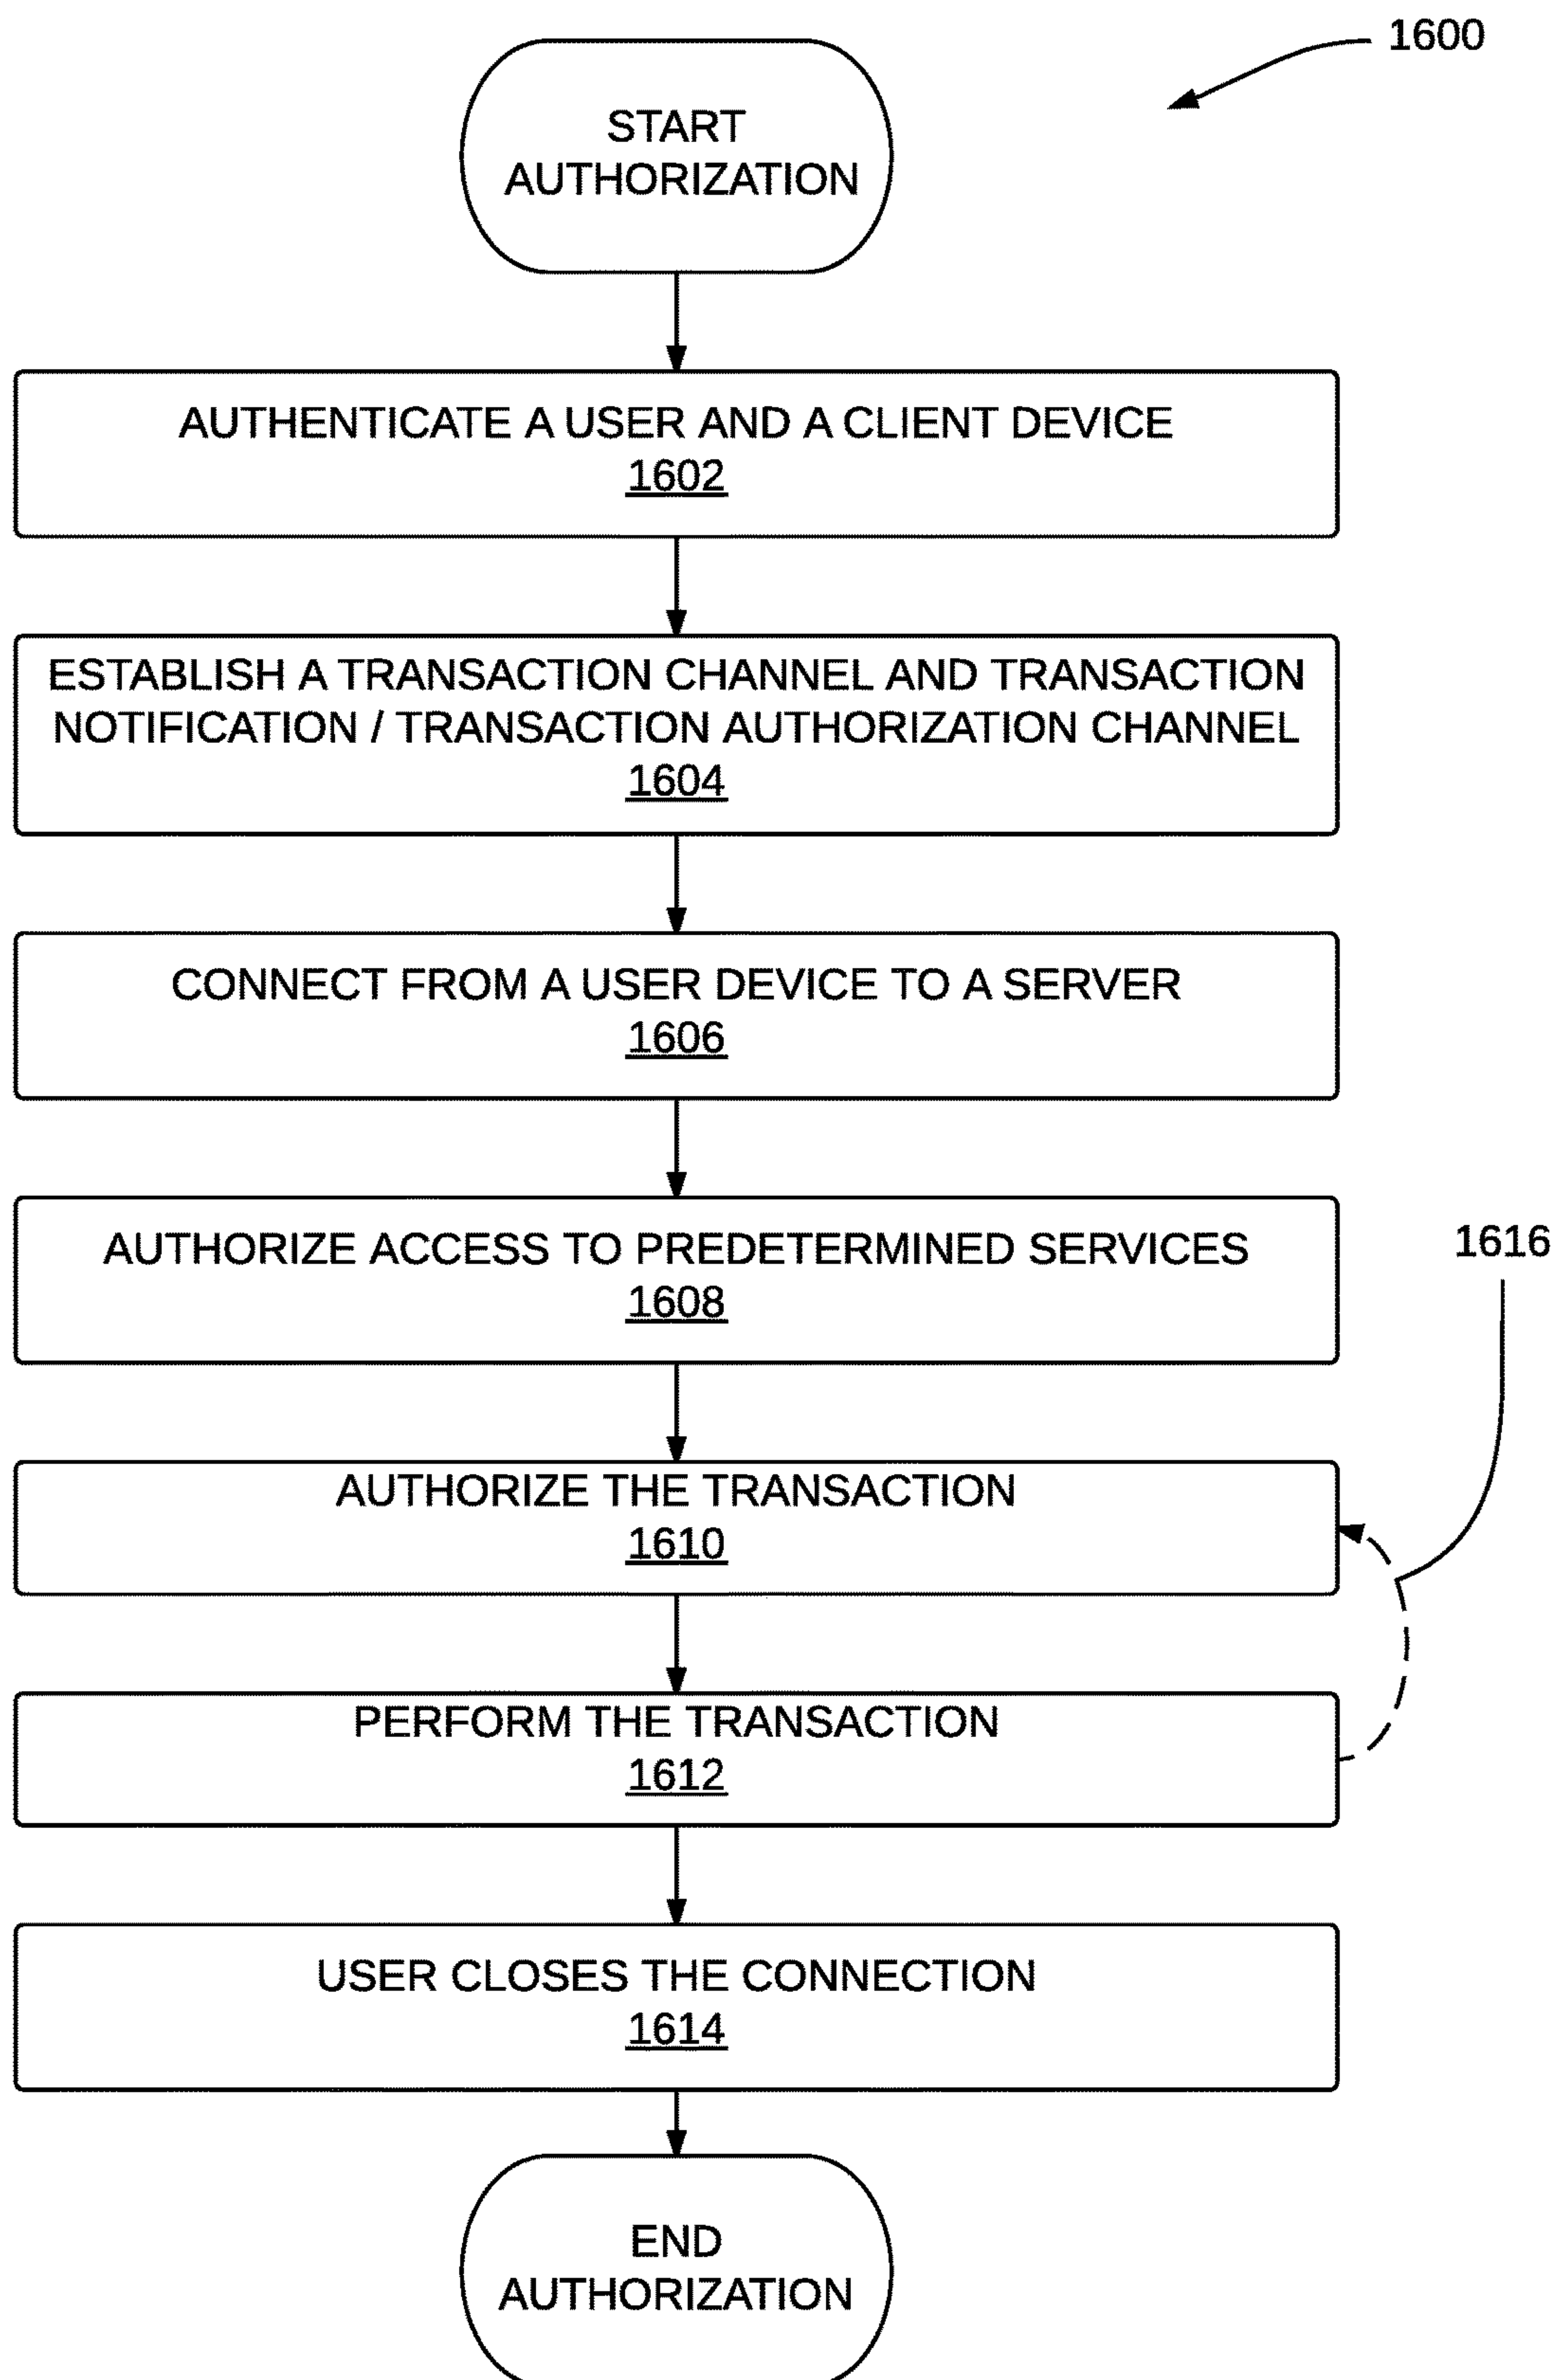 1600
START
AUTHORIZATION
AUTHENTICATE A USER AND A CLIENT DEVICE
1602
ESTABLISH A TRANSACTION CHANNEL AND TRANSACTION
NOTIFICATION / TRANSACTION AUTHORIZATION CHANNEL
1604
CONNECT FROM A USER DEVICE TO A SERVER
1606
AUTHORIZE ACCESS TO PREDETERMINED SERVICES
1608
1616
AUTHORIZE THE TRANSACTION
1610
PERFORM THE TRANSACTION
1612
USER CLOSES THE CONNECTION
1614
END
AUTHORIZATION